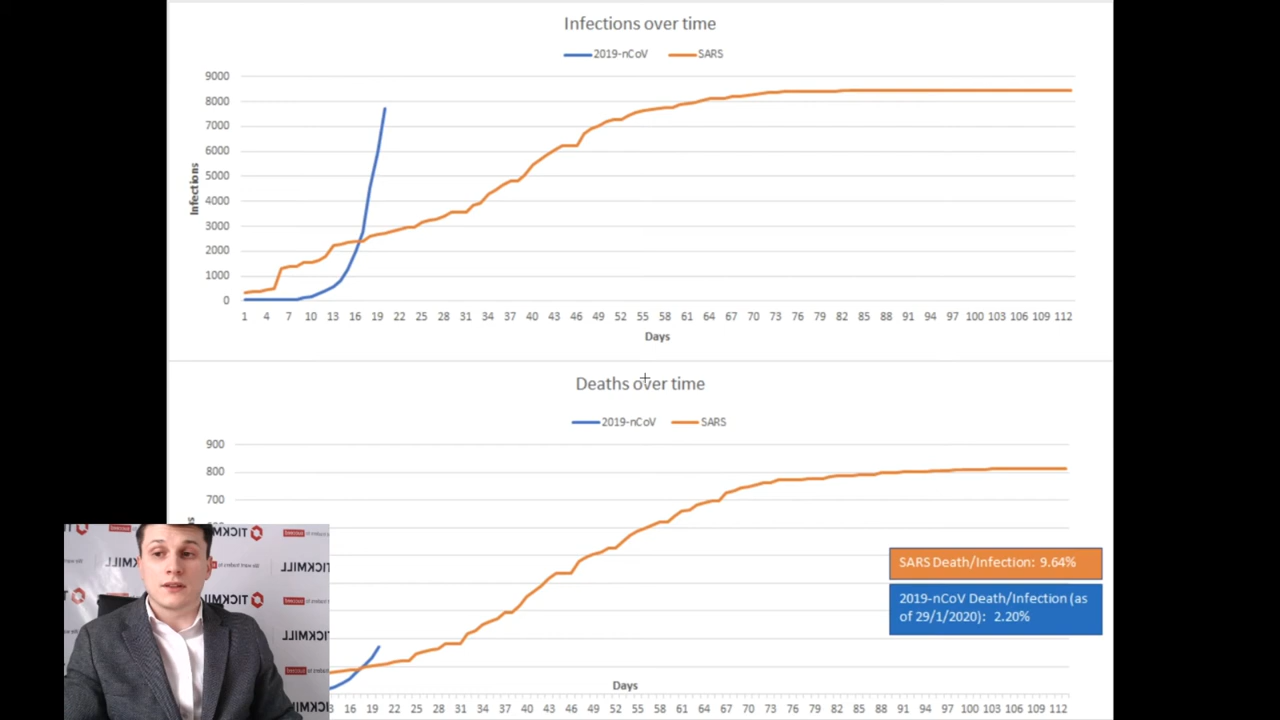 Infections over time
2019-nCoV SARS
9000
8000
7000
6000
5000
4000
3000
2000
1000
0
Infections
1 4 7 10 13 16 19 22 25 28 31 34 37 40 43 46 49 52 55 58 61 64 67 70 73 76 79 82 85 88 91 94 97 100 103 106 109 112
Days
Deaths over time
2019-nCoV SARS
900
800
700
SARS Death/Infection: 9.64%
2019-nCoV Death/Infection (as
of 29/1/2020): 2.20%
Days
16 19 22 25 28 31 34 37 40 43 46 49 52 55 58 61 64 67 70 73 76 79 82 85 88 91 94 97 100 103 106 109 112
TICKMILL
TICKMILL
TICKMILL
TICKMILL